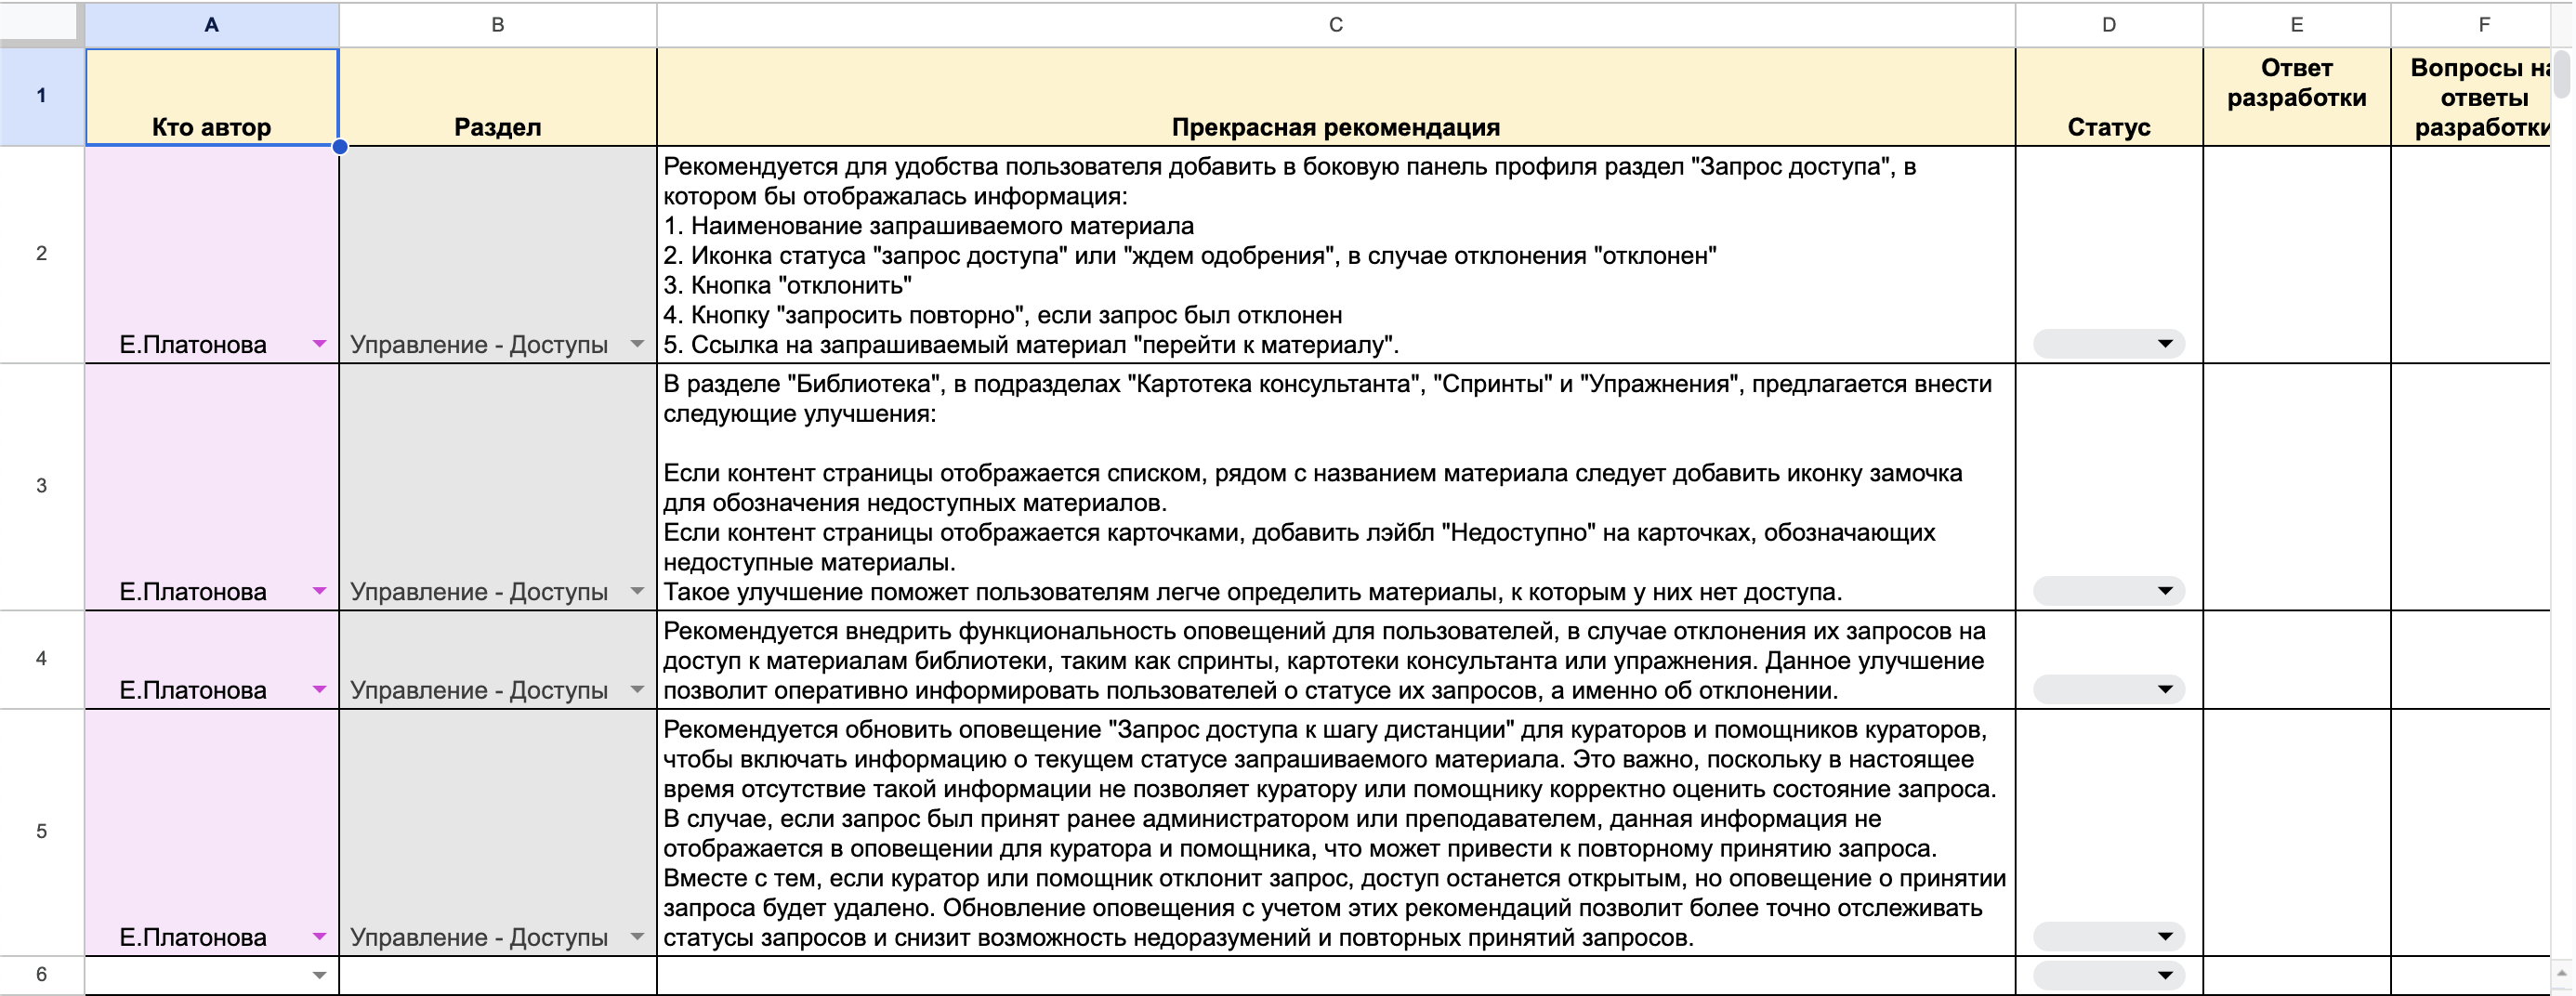 A B C D E F
1 Кто автор Раздел Прекрасная рекомендация Статус Ответ разработки Вопросы ответы разработки
2
Рекомендуется для удобства пользователя добавить в боковую панель профиля раздел "Запрос доступа", в
котором бы отображалась информация:
1. Наименование запрашиваемого материала
2. Иконка статуса "запрос доступа" или "ждем одобрения", в случае отклонения "отклонен"
3. Кнопка "отклонить"
4. Кнопку "запросить повторно", если запрос был отклонен
Е.Платонова Управление - Доступы 5. Ссылка на запрашиваемый материал "перейти к материалу".
3
В разделе "Библиотека", в подразделах "Картотека консультанта", "Спринты" и "Упражнения", предлагается внести
следующие улучшения:
Если контент страницы отображается списком, рядом с названием материала следует добавить иконку замочка
для обозначения недоступных материалов.
Если контент страницы отображается карточками, добавить лэйбл "Недоступно" на карточках, обозначающих
недоступные материалы.
Е.Платонова Управление - Доступы Такое улучшение поможет пользователям легче определить материалы, к которым у них нет доступа.
4
Рекомендуется внедрить функциональность оповещений для пользователей, в случае отклонения их запросов на
доступ к материалам библиотеки, таким как спринты, картотеки консультанта или упражнения. Данное улучшение
Е.Платонова Управление - Доступы позволит оперативно информировать пользователей о статусе их запросов, а именно об отклонении.
5
Рекомендуется обновить оповещение "Запрос доступа к шагу дистанции" для кураторов и помощников кураторов,
чтобы включать информацию о текущем статусе запрашиваемого материала. Это важно, поскольку в настоящее
время отсутствие такой информации не позволяет куратору или помощнику корректно оценить состояние запроса.
В случае, если запрос был принят ранее администратором или преподавателем, данная информация не
отображается в оповещении для куратора и помощника, что может привести к повторному принятию запроса.
Вместе с тем, если куратор или помощник отклонит запрос, доступ останется открытым, но оповещение о принятии
запроса будет удалено. Обновление оповещения с учетом этих рекомендаций позволит более точно отслеживать
Е.Платонова Управление - Доступы статусы запросов и снизит возможность недоразумений и повторных принятий запросов.
6